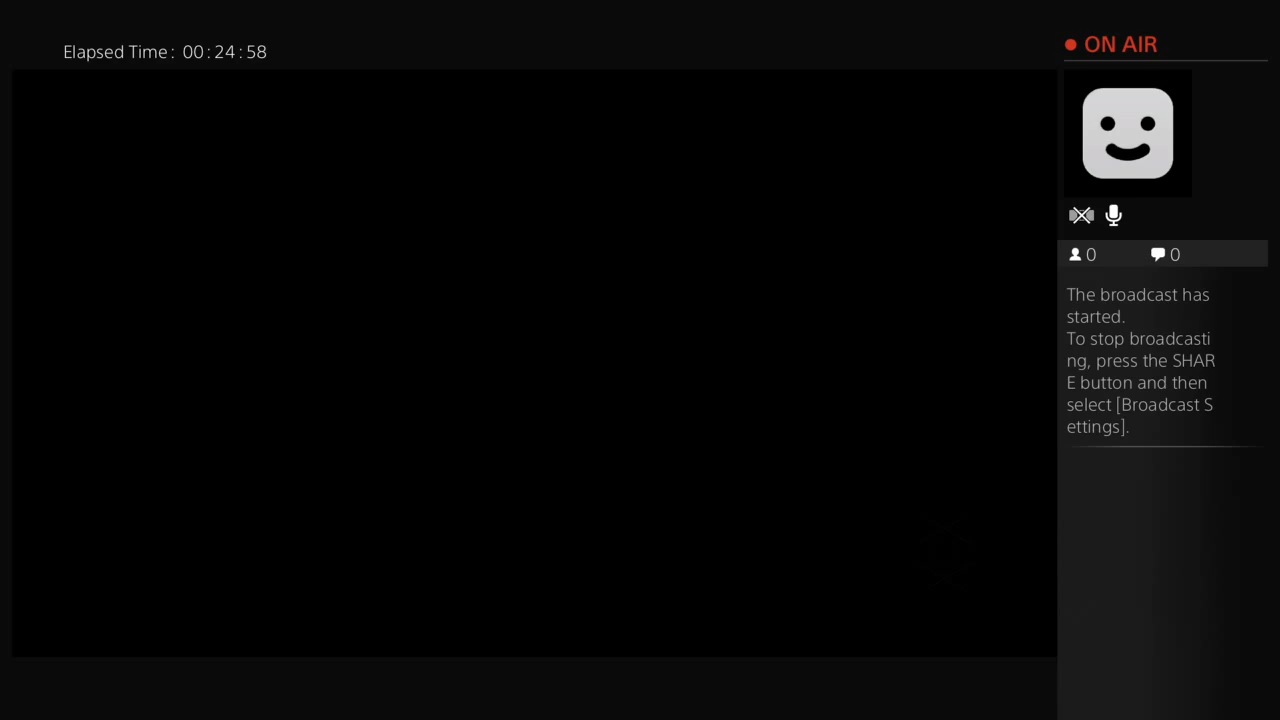 Elapsed Time: 00:24:58
ON AIR
0 0
The broadcast has
started.
To stop broadcasti
ng, press the SHAR
E button and then
select [Broadcast S
ettings].